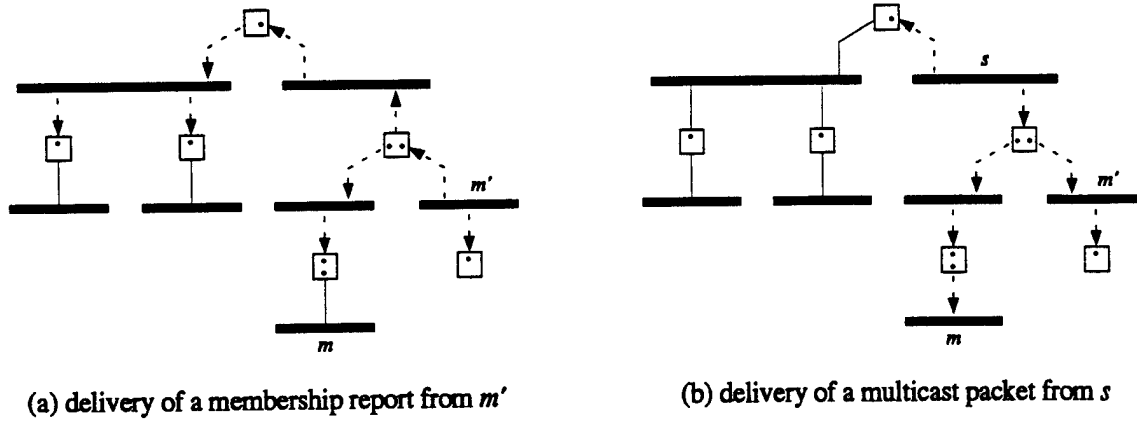 s
m′
m′
m
m
(a) delivery of a membership report from m′
(b) delivery of a multicast packet from s